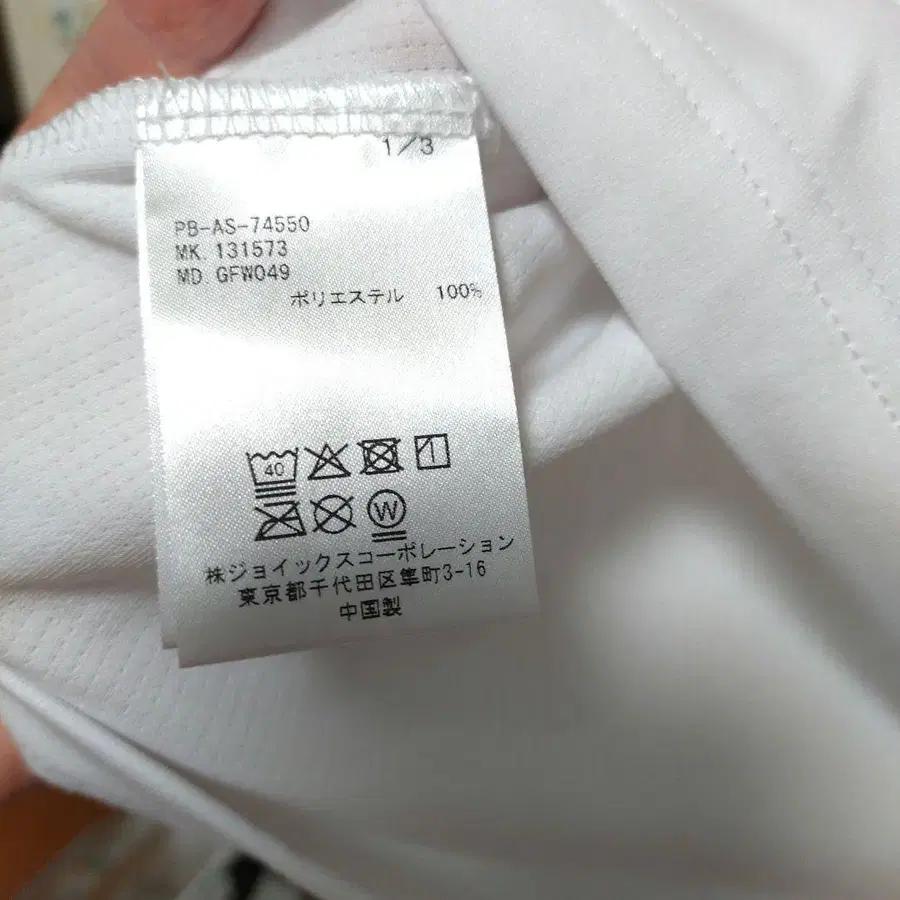 1/3
PB-AS-74550
MK. 131573
MD. GFW049
ポリエステル 100%
40
W
株ジョイックスコーポレーション
東京都千代田区隼町3-16
中国製